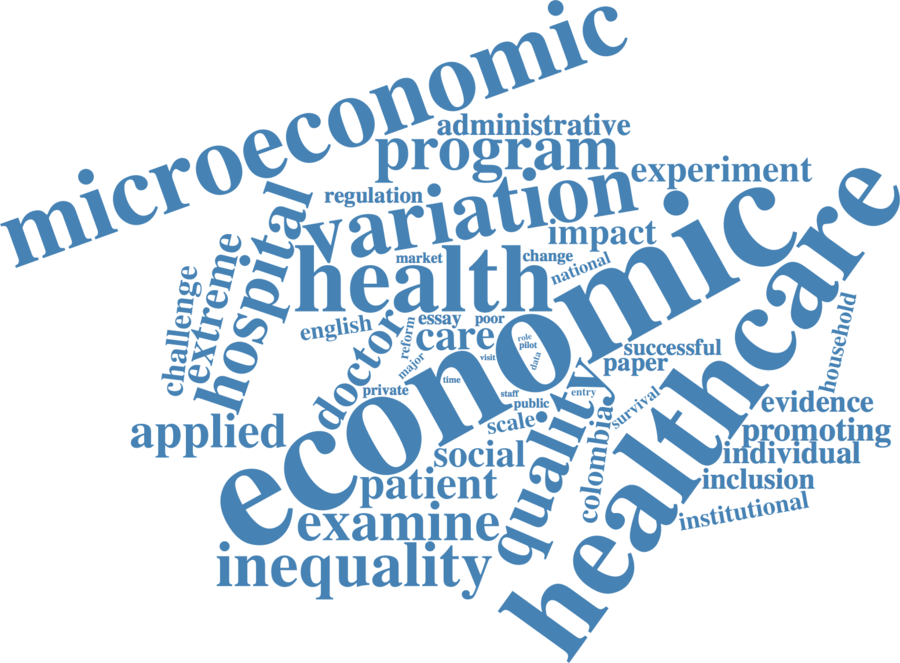 microeconomic
administrative
program
experiment
regulation
variation
impact
hospital
economic
healthcare
market
change
national
health
extreme
challenge
english
doctor
reform
essay
poor
care
role
pilot
data
visit
major
time
private
staff
public
entry
scale
quality
successful
paper
survival
household
colombia
evidence
promoting
individual
inclusion
institutional
applied
social
patient
examine
inequality